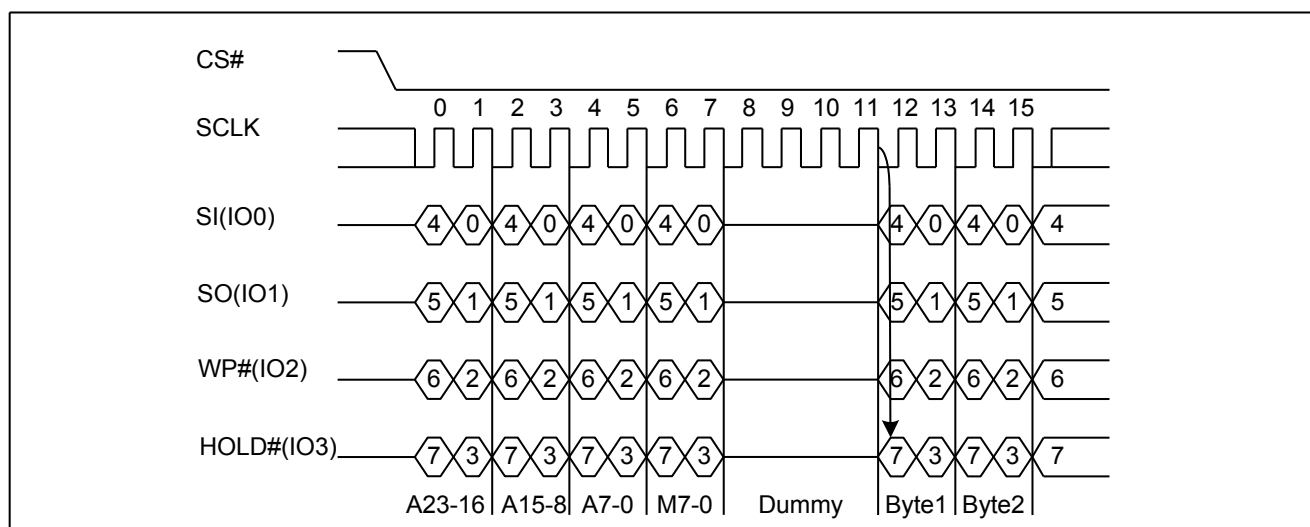 CS#
0 1 2 3 4 5 6 7 8 9 10 11 12 13 14 15
SCLK
SI(IO0) 4 0 4 0 4 0 4 0 4 0 4 0 4
SO(IO1) 5 1 5 1 5 1 5 1 5 1 5 1 5
WP#(IO2) 6 2 6 2 6 2 6 2 6 2 6 2 6
HOLD#(IO3) 7 3 7 3 7 3 7 3 7 3 7 3 7
A23-16 A15-8 A7-0 M7-0 Dummy Byte1 Byte2